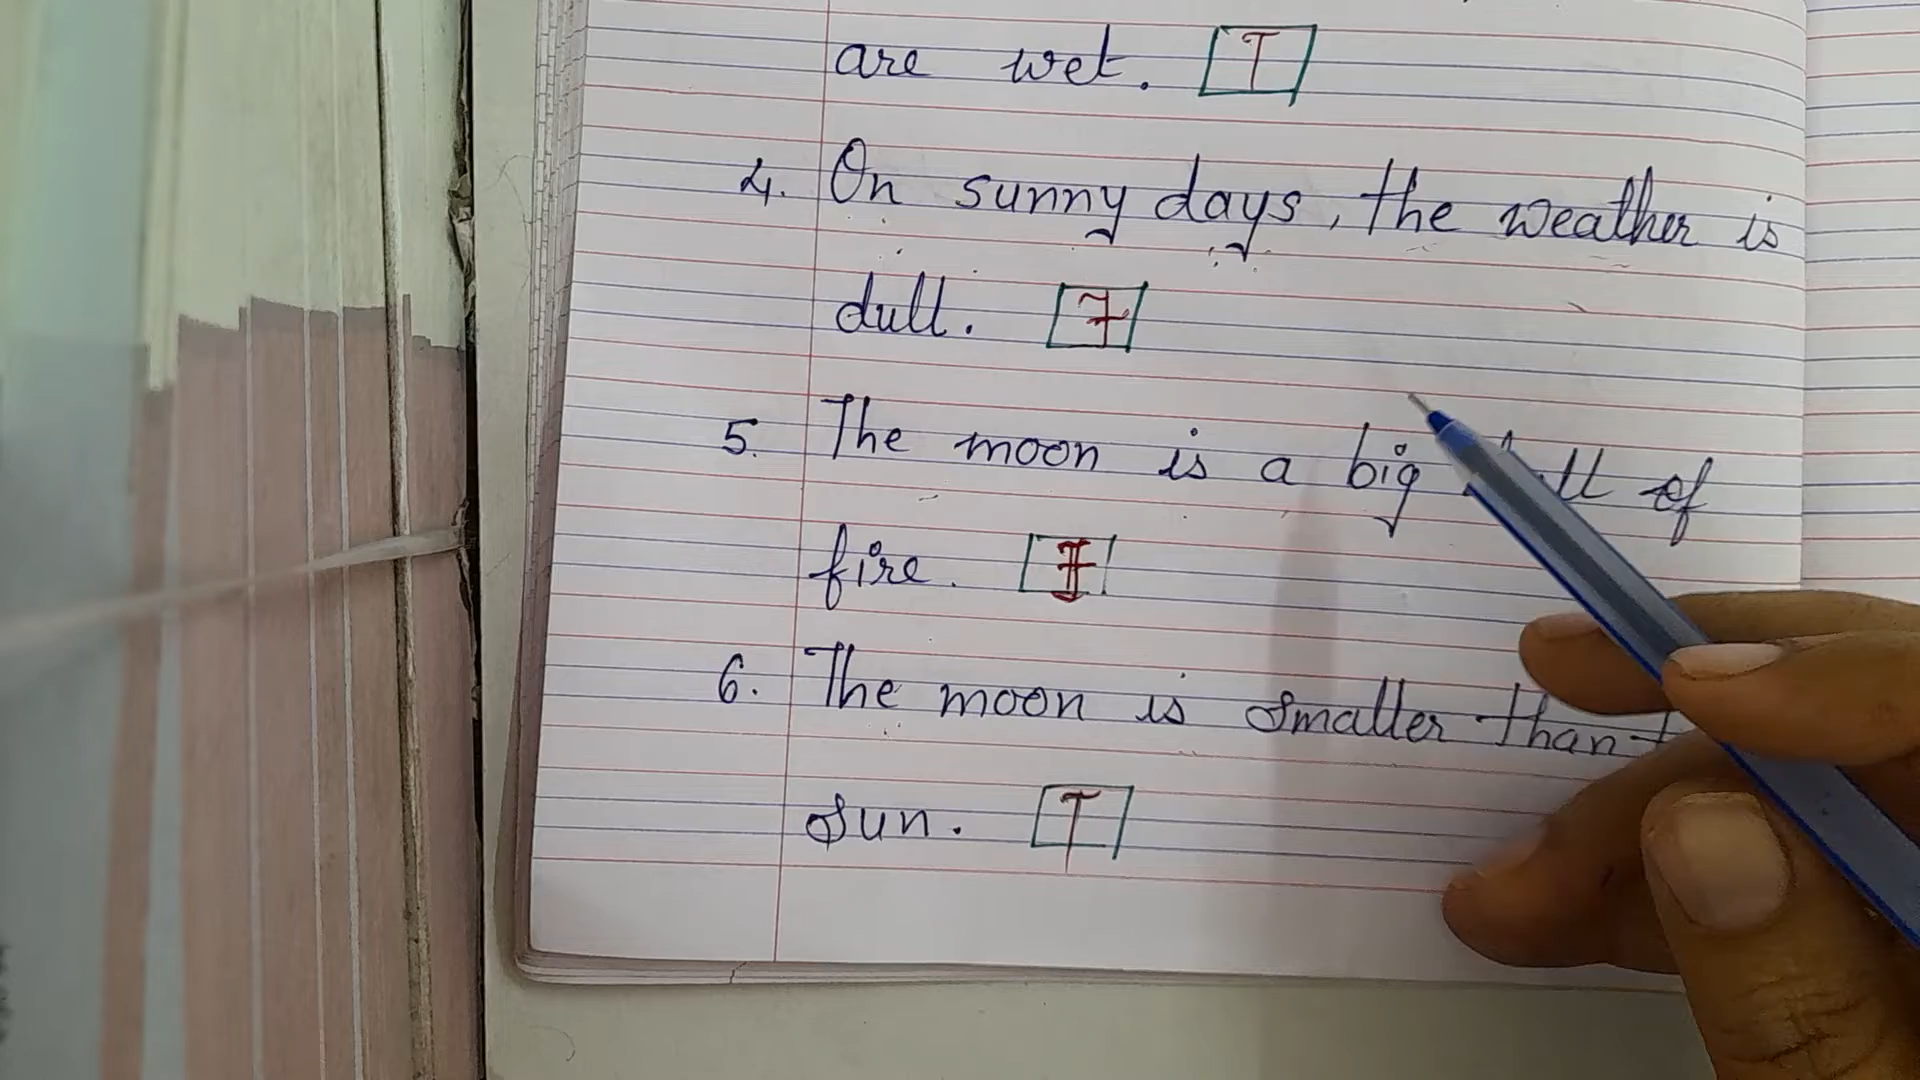 are wet. T
4. On sunny days, the weather is
dull. F
5. The moon is a big of
fire. F
6. The moon is smaller than
sun. T